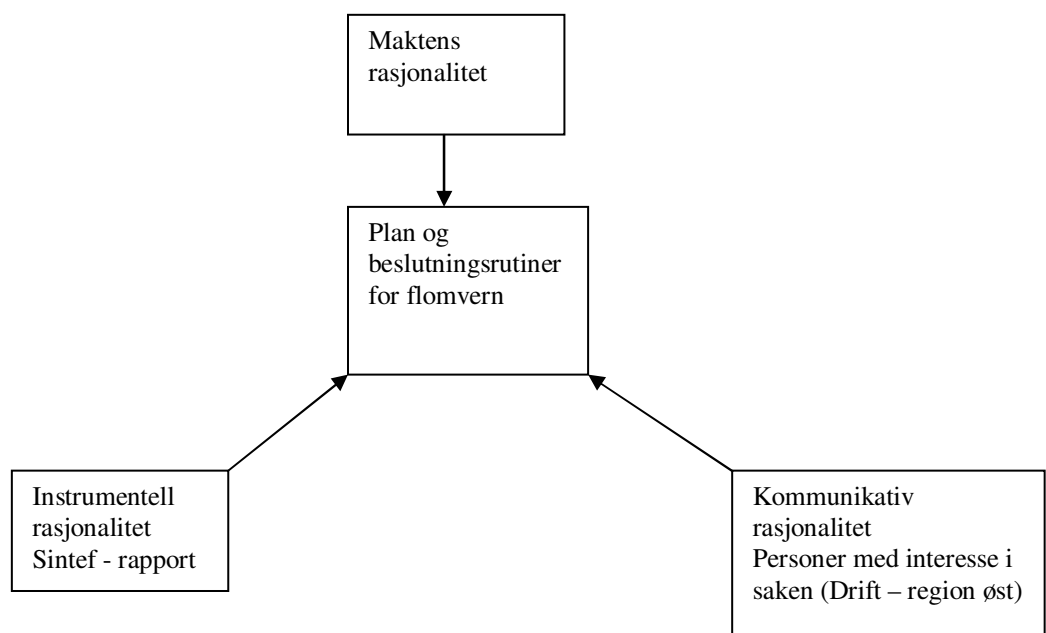 Maktens
rasjonalitet
Plan og
beslutningsrutiner
for flomvern
Instrumentell
rasjonalitet
Sintef - rapport
Kommunikativ
rasjonalitet
Personer med interesse i
saken (Drift – region øst)